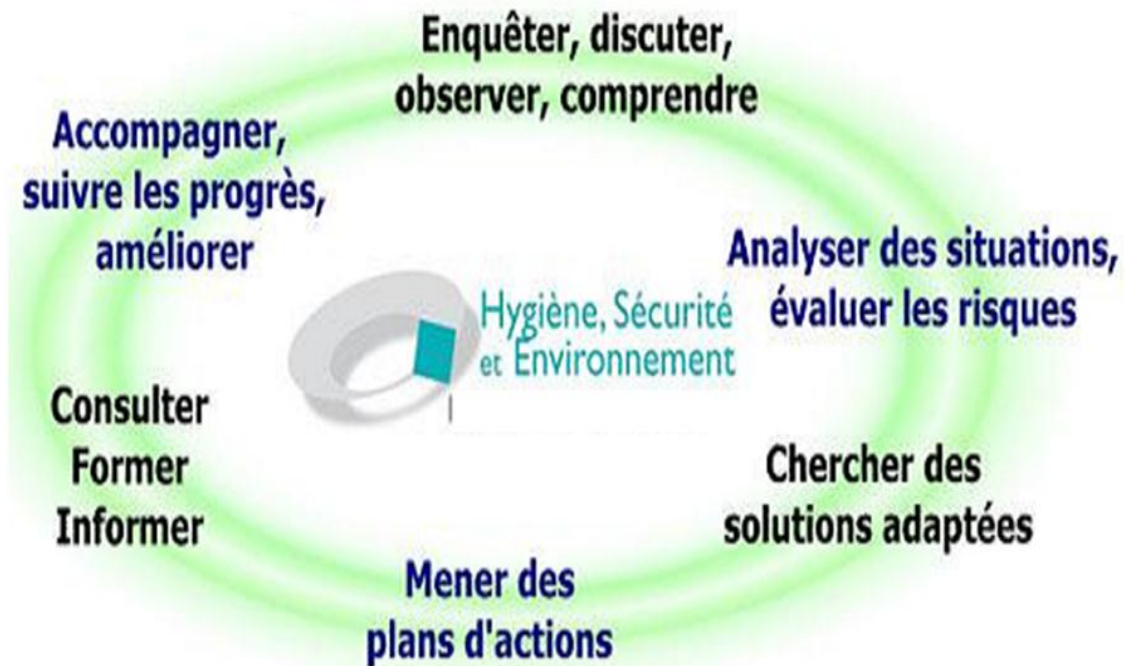 Enquêter, discuter,
observer, comprendre
Accompagner,
suivre les progrès,
améliorer
Analyser des situations,
évaluer les risques
Hygiène, Sécurité
et Environnement
Consulter
Former
Informer
Chercher des
solutions adaptées
Mener des
plans d'actions